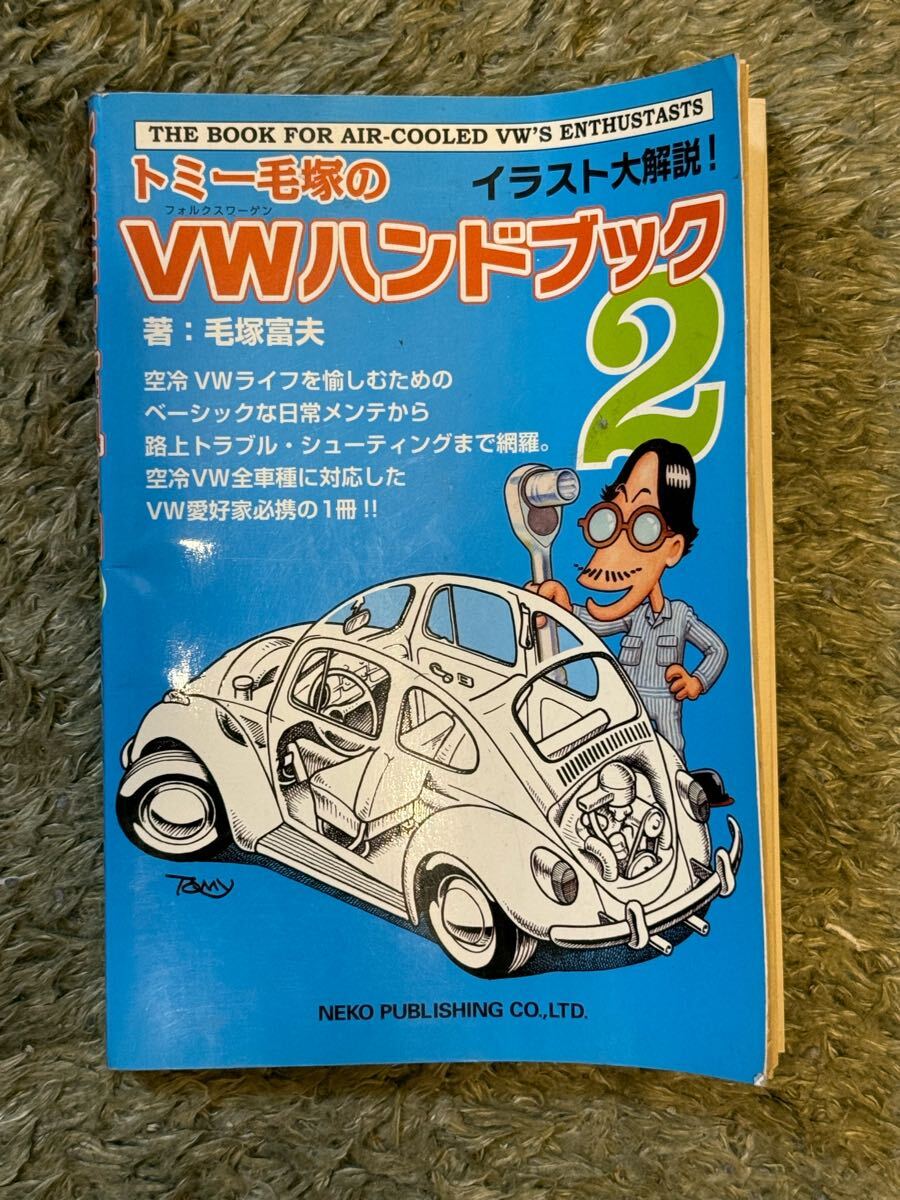 THE BOOK FOR AIR-COOLED VW'S ENTHUSTASTS
トミー毛塚の
イラスト大解説!
フォルクスワーゲン
VWハンドブック
2
著:毛塚富夫
空冷VWライフを愉しむための
ベーシックな日常メンテから
路上トラブル・シューティングまで網羅。
空冷VW全車種に対応した
VW愛好家必携の1冊!!
TOMY
NEKO PUBLISHING CO.,LTD.